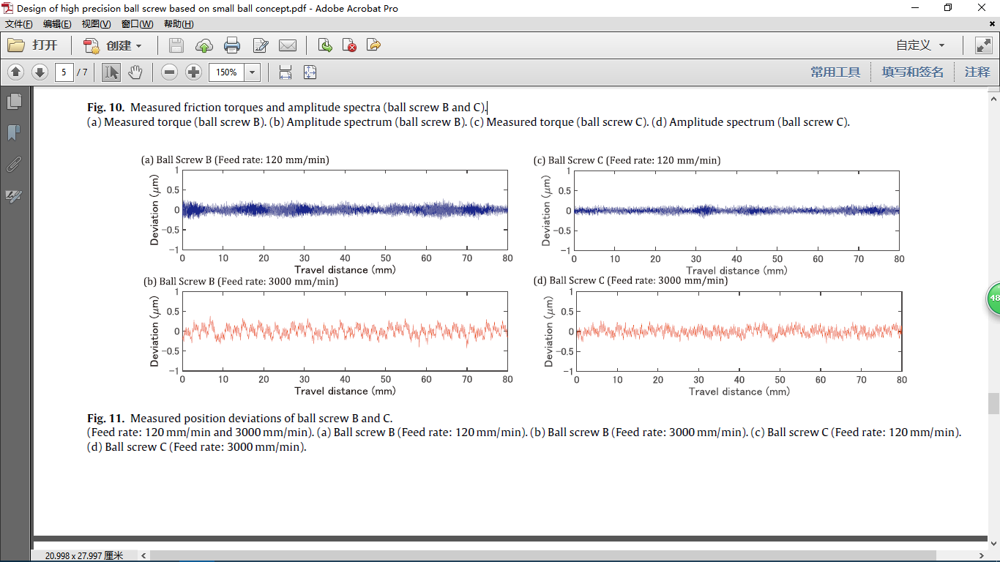 Design of high precision ball screw based on small ball concept.pdf - Adobe Acrobat Pro
文件(F) 编辑(E) 视图(V) 窗口(W) 帮助(H)
打开 创建 自定义
5 / 7 150% 常用工具 填写和签名 注释
Fig. 10. Measured friction torques and amplitude spectra (ball screw B and C).
(a) Measured torque (ball screw B). (b) Amplitude spectrum (ball screw B). (c) Measured torque (ball screw C). (d) Amplitude spectrum (ball screw C).
(a) Ball Screw B (Feed rate: 120 mm/min)
Deviation (μm)
1
0.5
0
−0.5
−1
0 10 20 30 40 50 60 70 80
Travel distance (mm)
(c) Ball Screw C (Feed rate: 120 mm/min)
Deviation (μm)
1
0.5
0
−0.5
−1
0 10 20 30 40 50 60 70 80
Travel distance (mm)
(b) Ball Screw B (Feed rate: 3000 mm/min)
Deviation (μm)
1
0.5
0
−0.5
−1
0 10 20 30 40 50 60 70 80
Travel distance (mm)
(d) Ball Screw C (Feed rate: 3000 mm/min)
Deviation (μm)
1
0.5
0
−0.5
−1
0 10 20 30 40 50 60 70 80
Travel distance (mm)
48
Fig. 11. Measured position deviations of ball screw B and C.
(Feed rate: 120 mm/min and 3000 mm/min). (a) Ball screw B (Feed rate: 120 mm/min). (b) Ball screw B (Feed rate: 3000 mm/min). (c) Ball screw C (Feed rate: 120 mm/min).
(d) Ball screw C (Feed rate: 3000 mm/min).
20.998 x 27.997 厘米